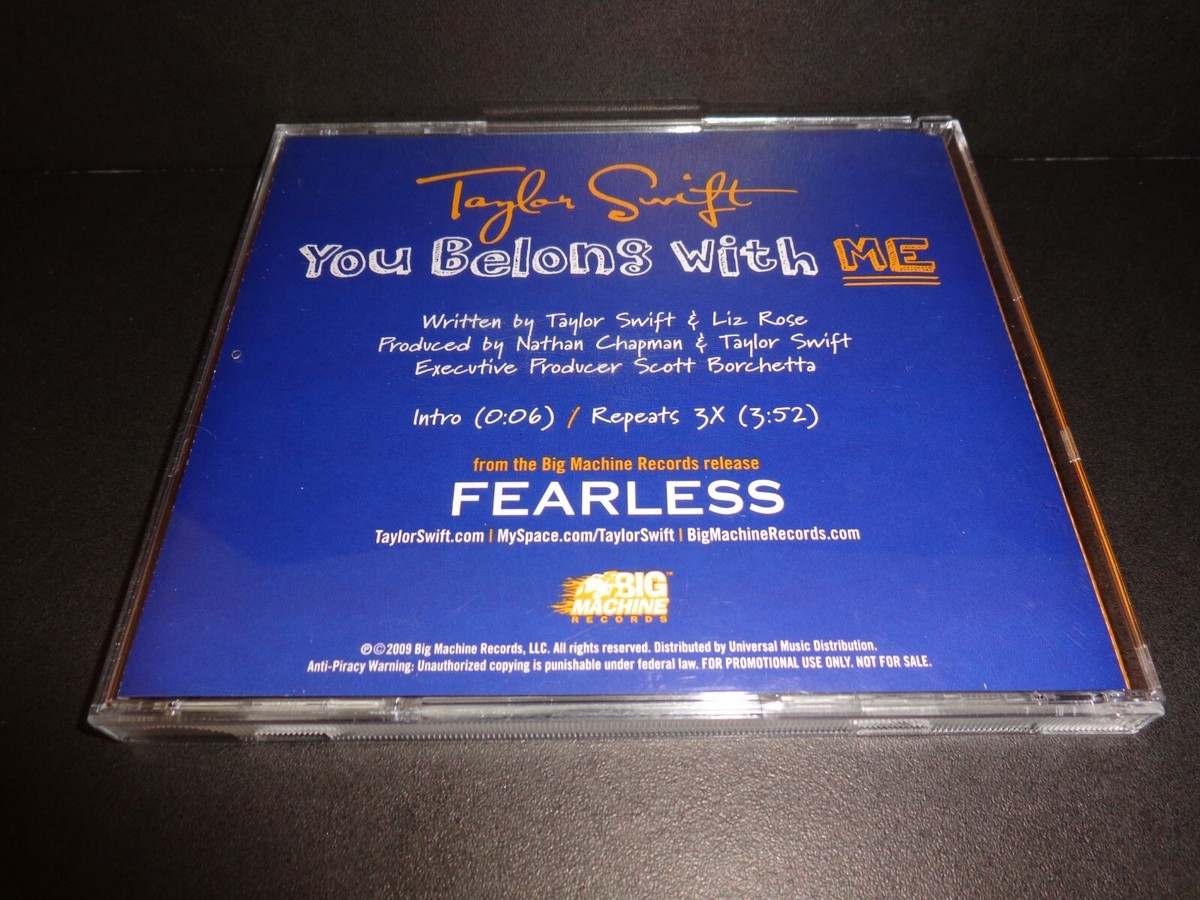 Taylor Swift
You Belong With ME
Written by Taylor Swift & Liz Rose
Produced by Nathan Chapman & Taylor Swift
Executive Producer Scott Borchetta
Intro (0:06) / Repeats 3X (3:52)
from the Big Machine Records release
FEARLESS
TaylorSwift.com | MySpace.com/TaylorSwift | BigMachineRecords.com
BIG™
MACHINE
RECORDS
℗©2009 Big Machine Records, LLC. All rights reserved. Distributed by Universal Music Distribution.
Anti-Piracy Warning: Unauthorized copying is punishable under federal law. FOR PROMOTIONAL USE ONLY. NOT FOR SALE.